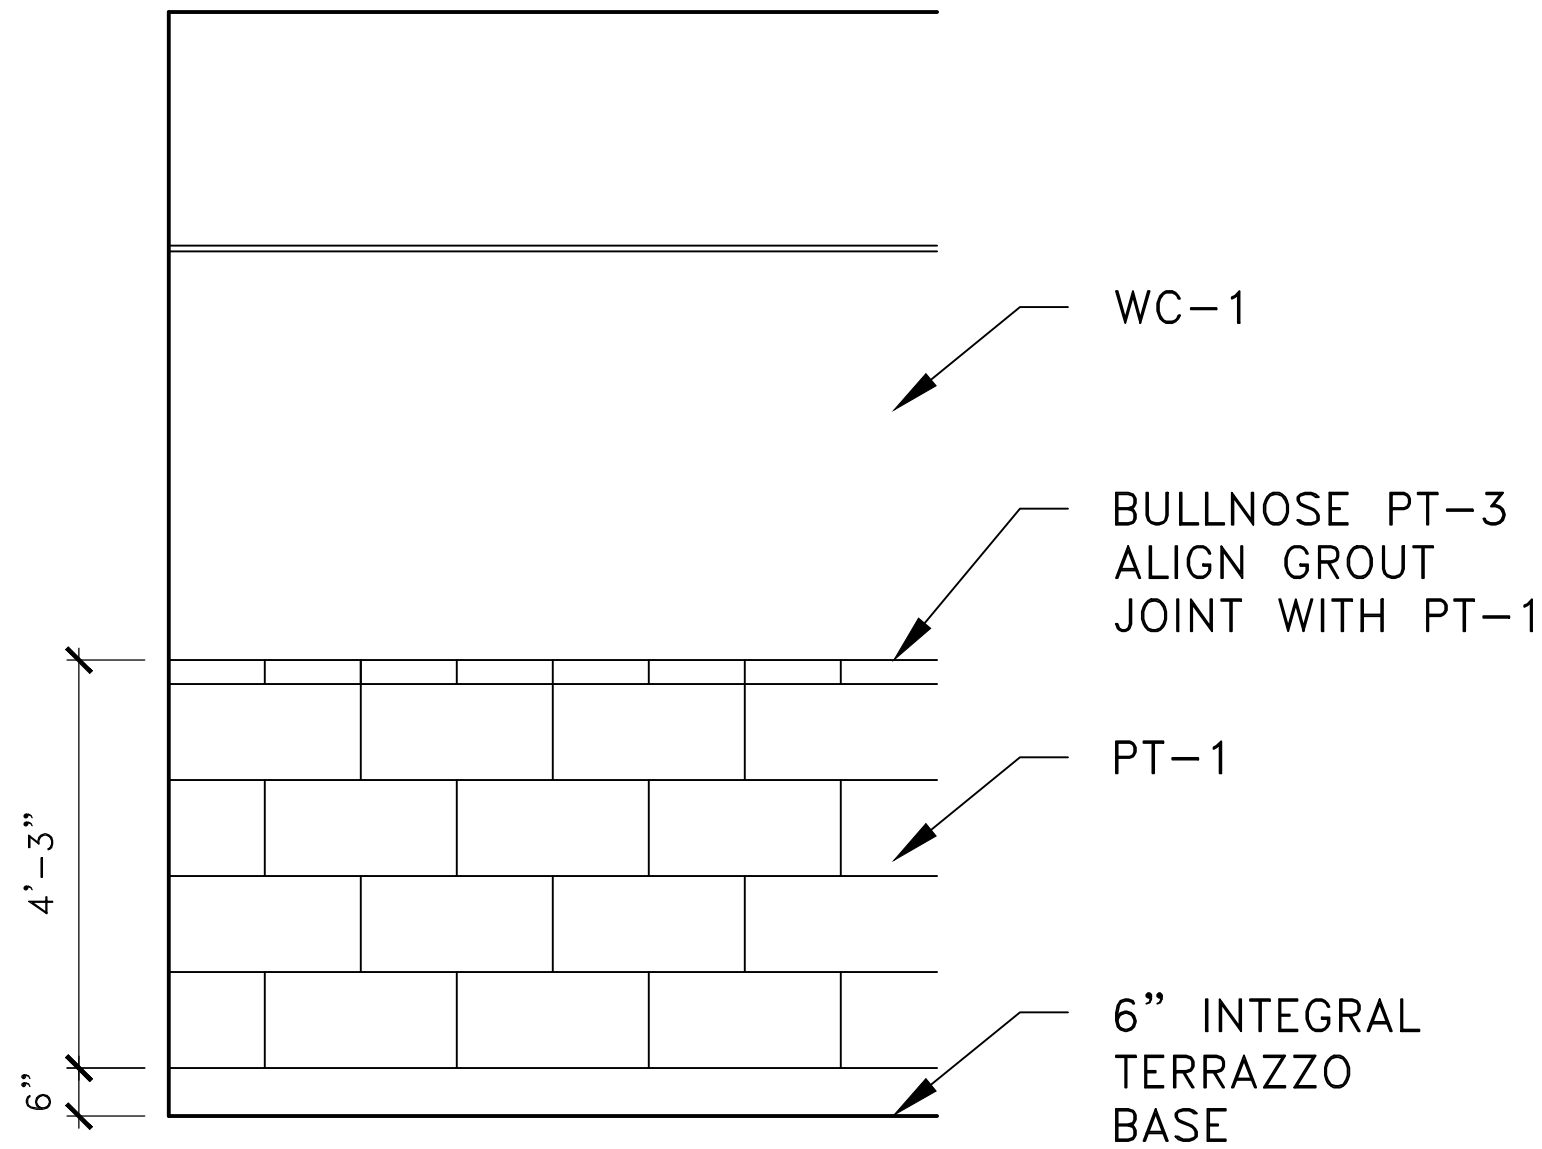 WC-1
BULLNOSE PT-3
ALIGN GROUT
JOINT WITH PT-1
PT-1
4'-3”
6” INTEGRAL
TERRAZZO
BASE
6”